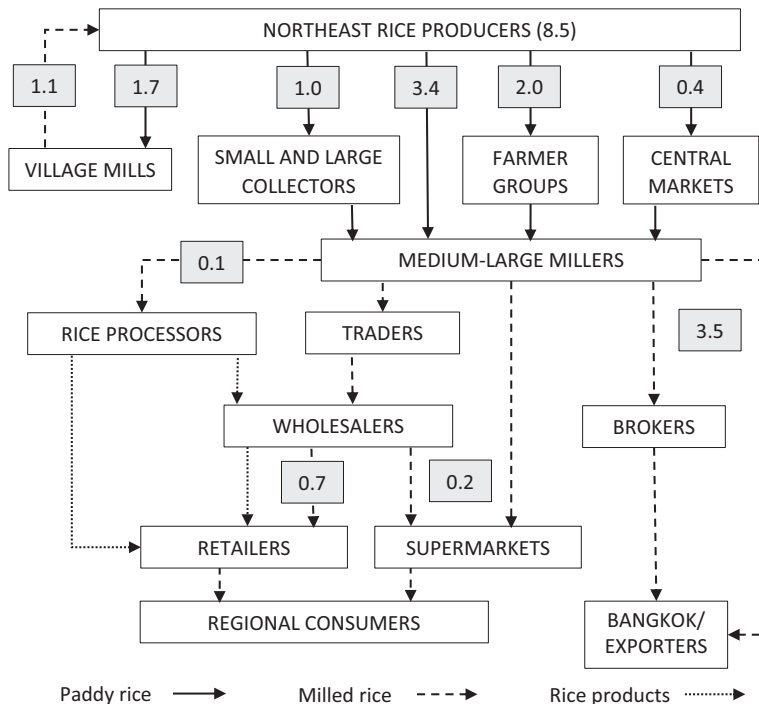 NORTHEAST RICE PRODUCERS (8.5)
1.1
1.7
1.0
3.4
2.0
0.4
VILLAGE MILLS
SMALL AND LARGE
COLLECTORS
FARMER
GROUPS
CENTRAL
MARKETS
MEDIUM-LARGE MILLERS
0.1
RICE PROCESSORS
TRADERS
3.5
WHOLESALERS
BROKERS
0.7
0.2
RETAILERS
SUPERMARKETS
REGIONAL CONSUMERS
BANGKOK/
EXPORTERS
Paddy rice
Milled rice
Rice products